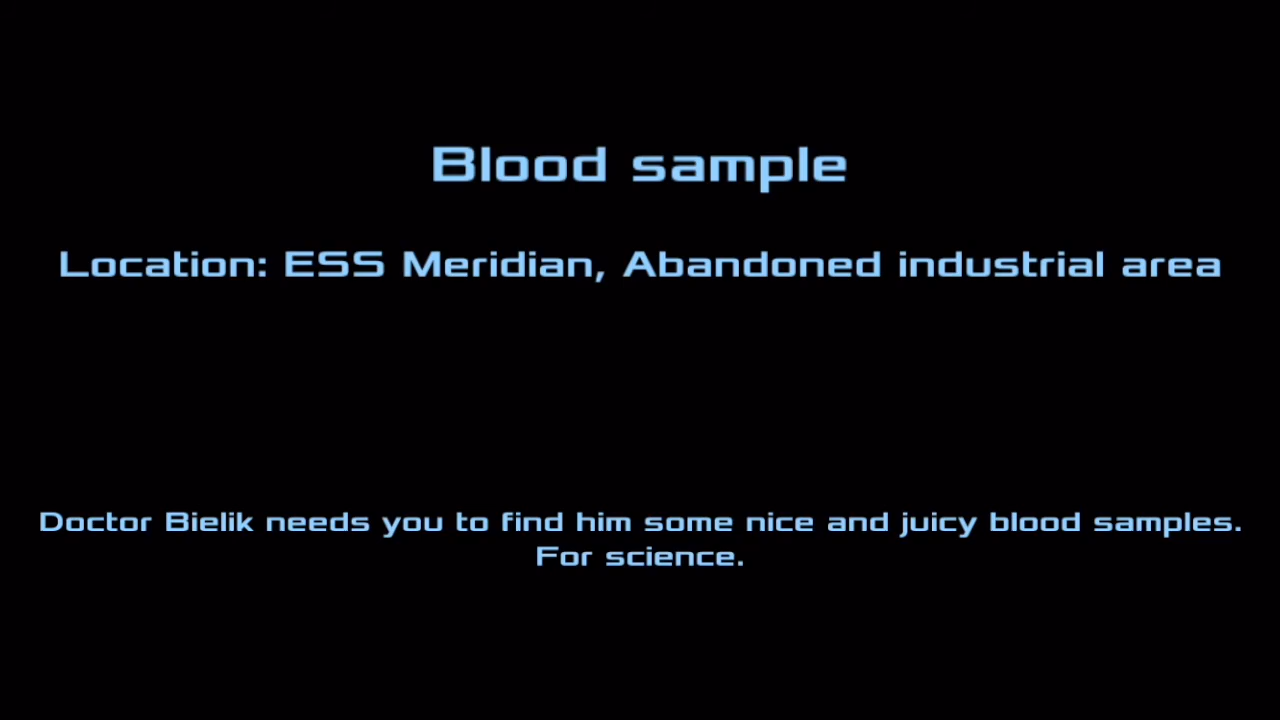 Blood sample
Location: ESS Meridian, Abandoned industrial area
Doctor Bielik needs you to find him some nice and juicy blood samples.
For science.